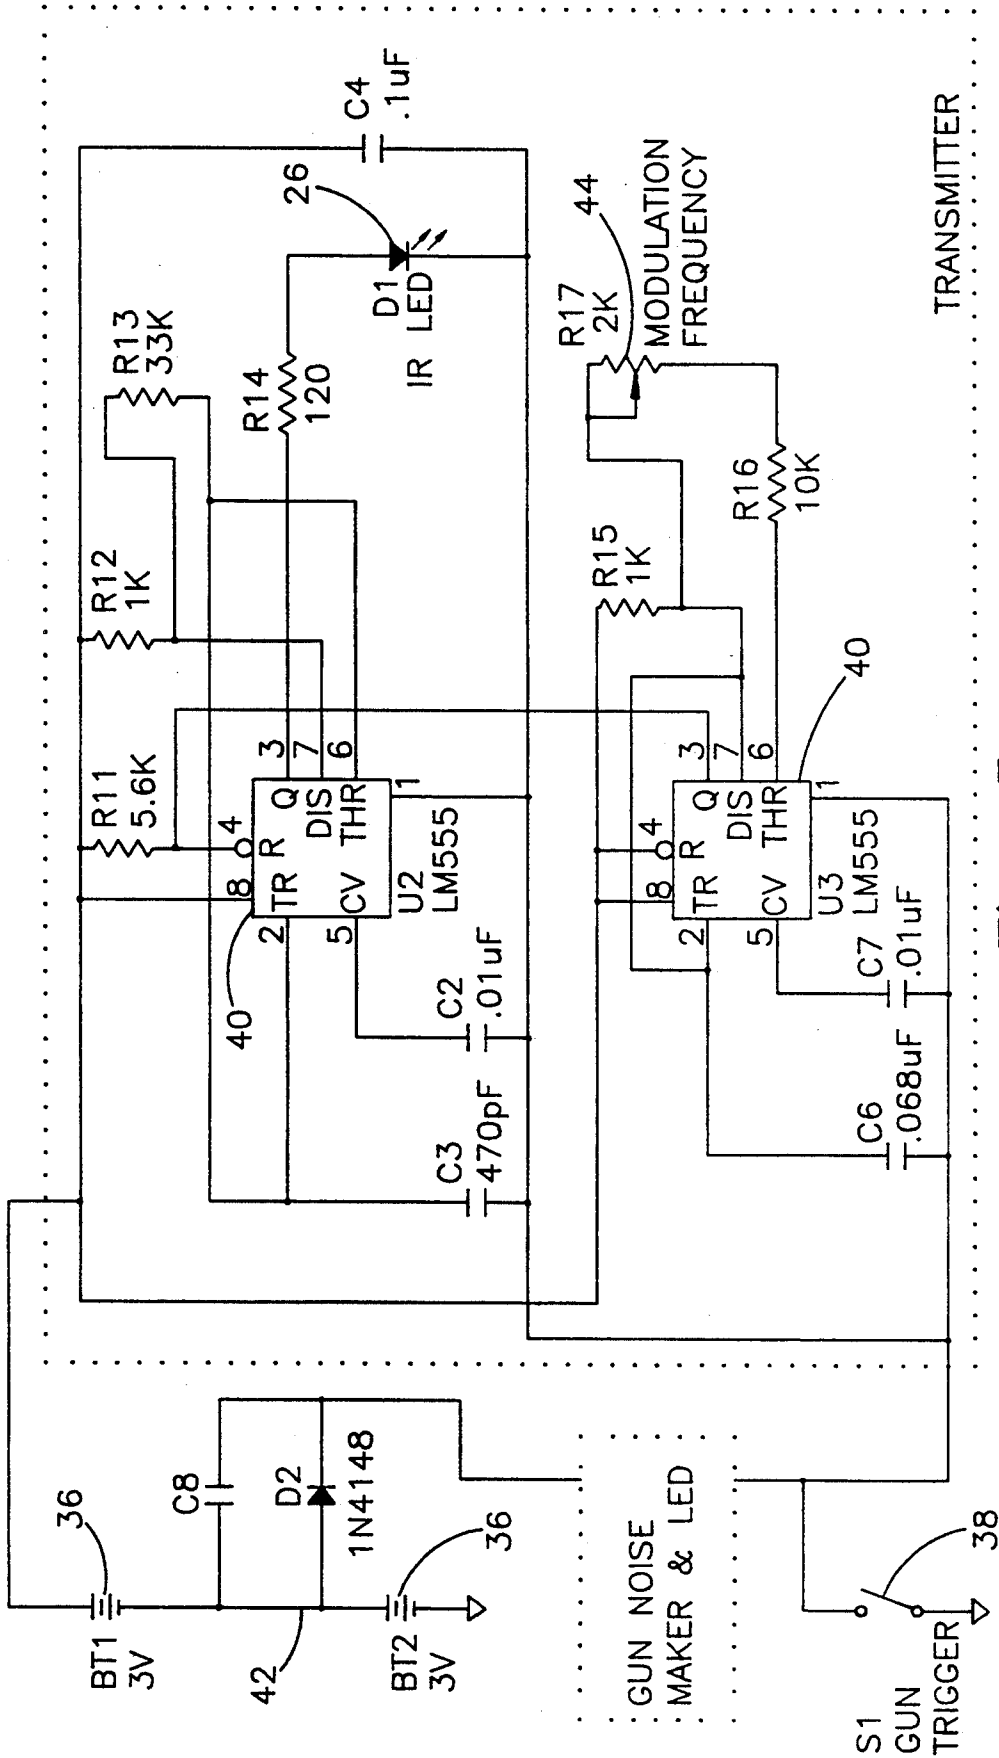 BT1
3V
36
42
BT2
3V
36
C8
D2
1N4148
GUN NOISE
MAKER & LED
S1
GUN
TRIGGER
38
R11
5.6K
R12
1K
R13
33K
R14
120
D1
LED
IR
26
C4
.1uF
40
8
4
TR
R
Q
DIS
THR
CV
2
5
3
7
6
1
U2
LM555
C3
470pF
C2
.01uF
R15
1K
R17
2K
MODULATION
FREQUENCY
44
R16
10K
8
4
TR
R
Q
DIS
THR
CV
2
5
3
7
6
1
40
U3
LM555
C6
.068uF
C7
.01uF
TRANSMITTER